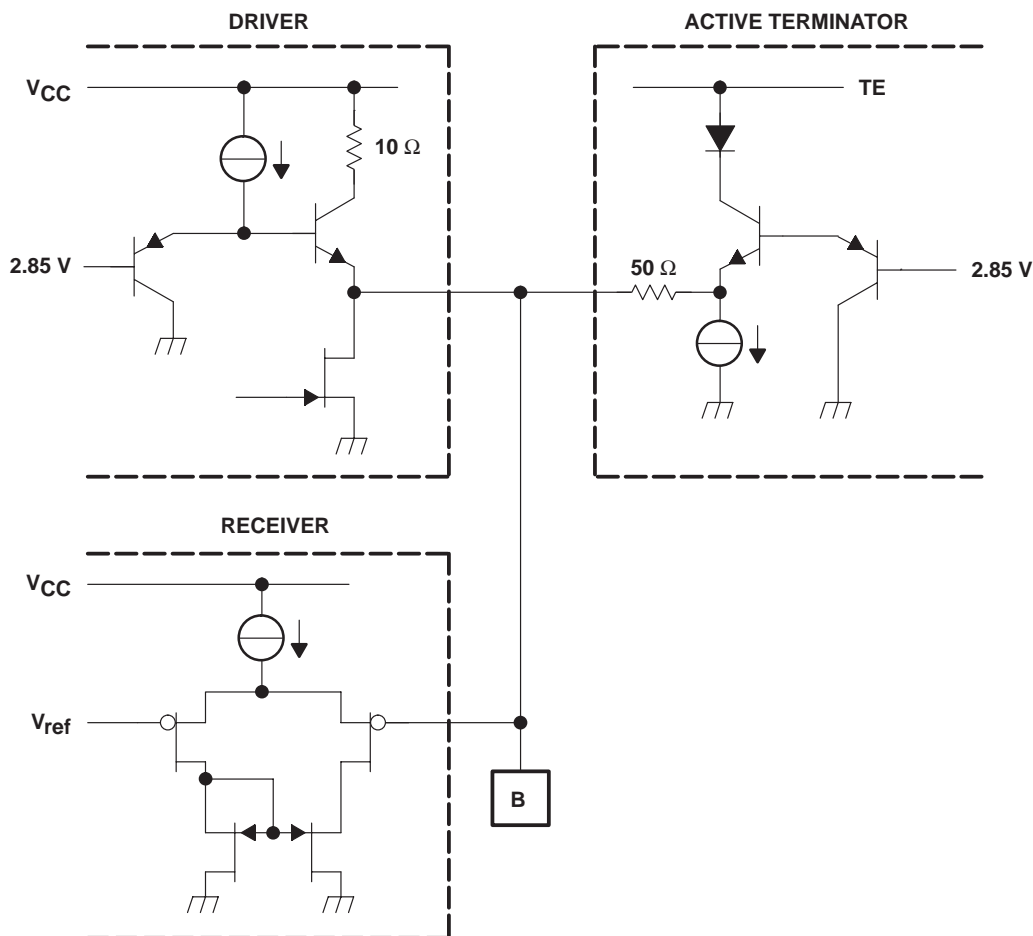 DRIVER
ACTIVE TERMINATOR
VCC
TE
10 Ω
2.85 V
50 Ω
2.85 V
RECEIVER
VCC
Vref
B